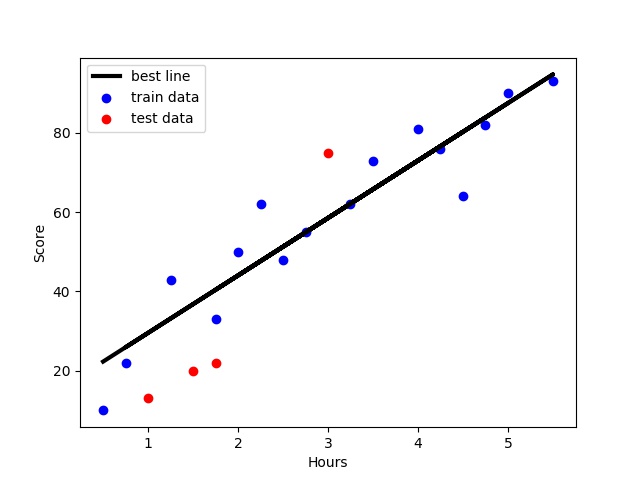 best line
train data
test data
80
60
40
20
Score
1 2 3 4 5
Hours